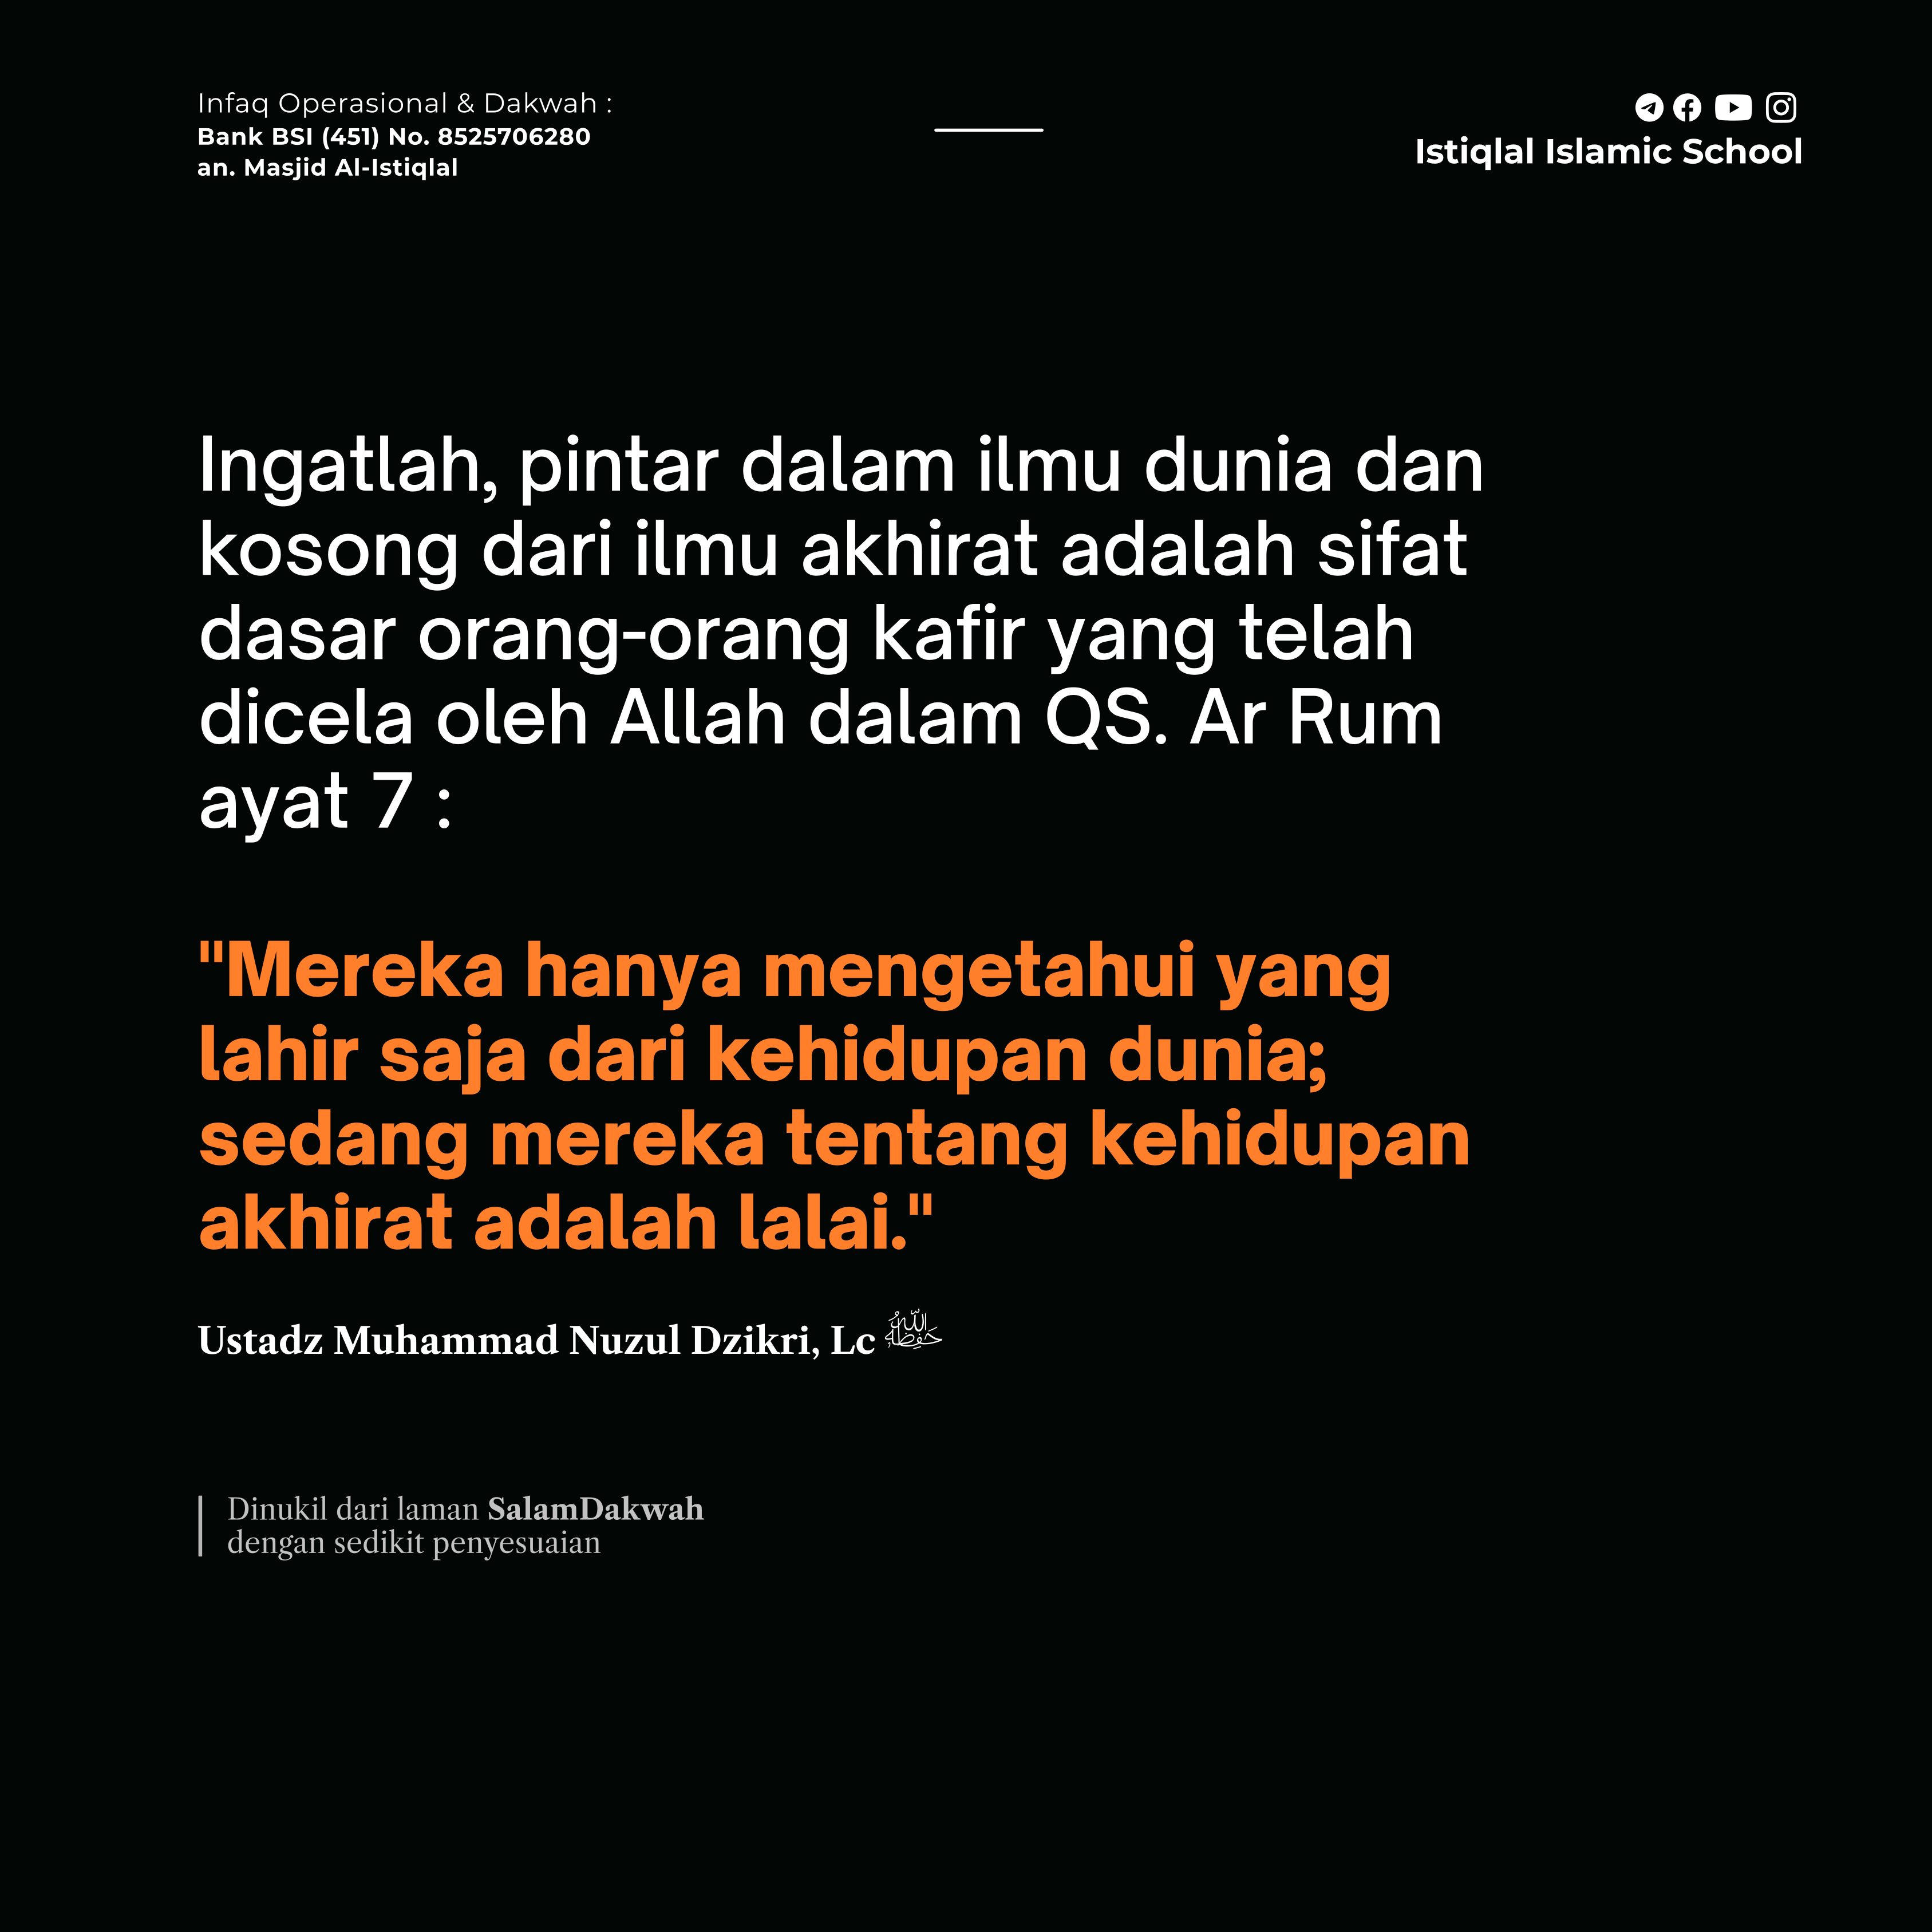 Infaq Operasional & Dakwah :
Bank BSI (451) No. 8525706280
an. Masjid Al-Istiqlal
Istiqlal Islamic School
Ingatlah, pintar dalam ilmu dunia dan
kosong dari ilmu akhirat adalah sifat
dasar orang-orang kafir yang telah
dicela oleh Allah dalam QS. Ar Rum
ayat 7 :
"Mereka hanya mengetahui yang
lahir saja dari kehidupan dunia;
sedang mereka tentang kehidupan
akhirat adalah lalai."
Ustadz Muhammad Nuzul Dzikri, Lc حَفِظَهُ اللهُ
Dinukil dari laman SalamDakwah
dengan sedikit penyesuaian